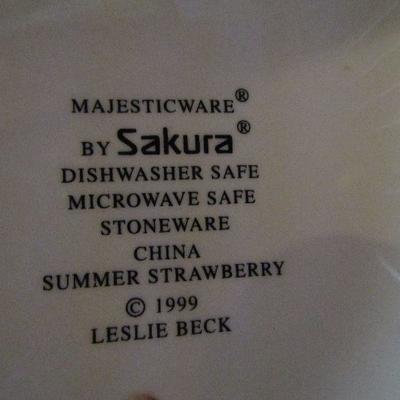 MAJESTICWARE®
BY Sakura®
DISHWASHER SAFE
MICROWAVE SAFE
STONEWARE
CHINA
SUMMER STRAWBERRY
© 1999
LESLIE BECK